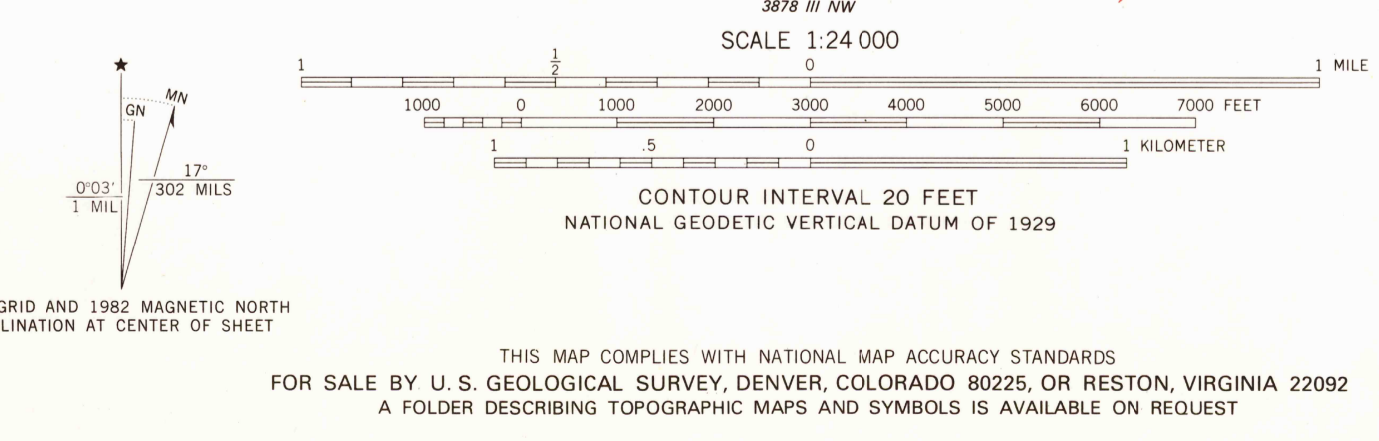 3878 III NW
SCALE 1:24 000
1 ½ 0 1 MILE
1000 0 1000 2000 3000 4000 5000 6000 7000 FEET
1 .5 0 1 KILOMETER
CONTOUR INTERVAL 20 FEET
NATIONAL GEODETIC VERTICAL DATUM OF 1929
★
MN
GN
17°
302 MILS
0°03′
1 MIL
GRID AND 1982 MAGNETIC NORTH
LINATION AT CENTER OF SHEET
THIS MAP COMPLIES WITH NATIONAL MAP ACCURACY STANDARDS
FOR SALE BY U. S. GEOLOGICAL SURVEY, DENVER, COLORADO 80225, OR RESTON, VIRGINIA 22092
A FOLDER DESCRIBING TOPOGRAPHIC MAPS AND SYMBOLS IS AVAILABLE ON REQUEST